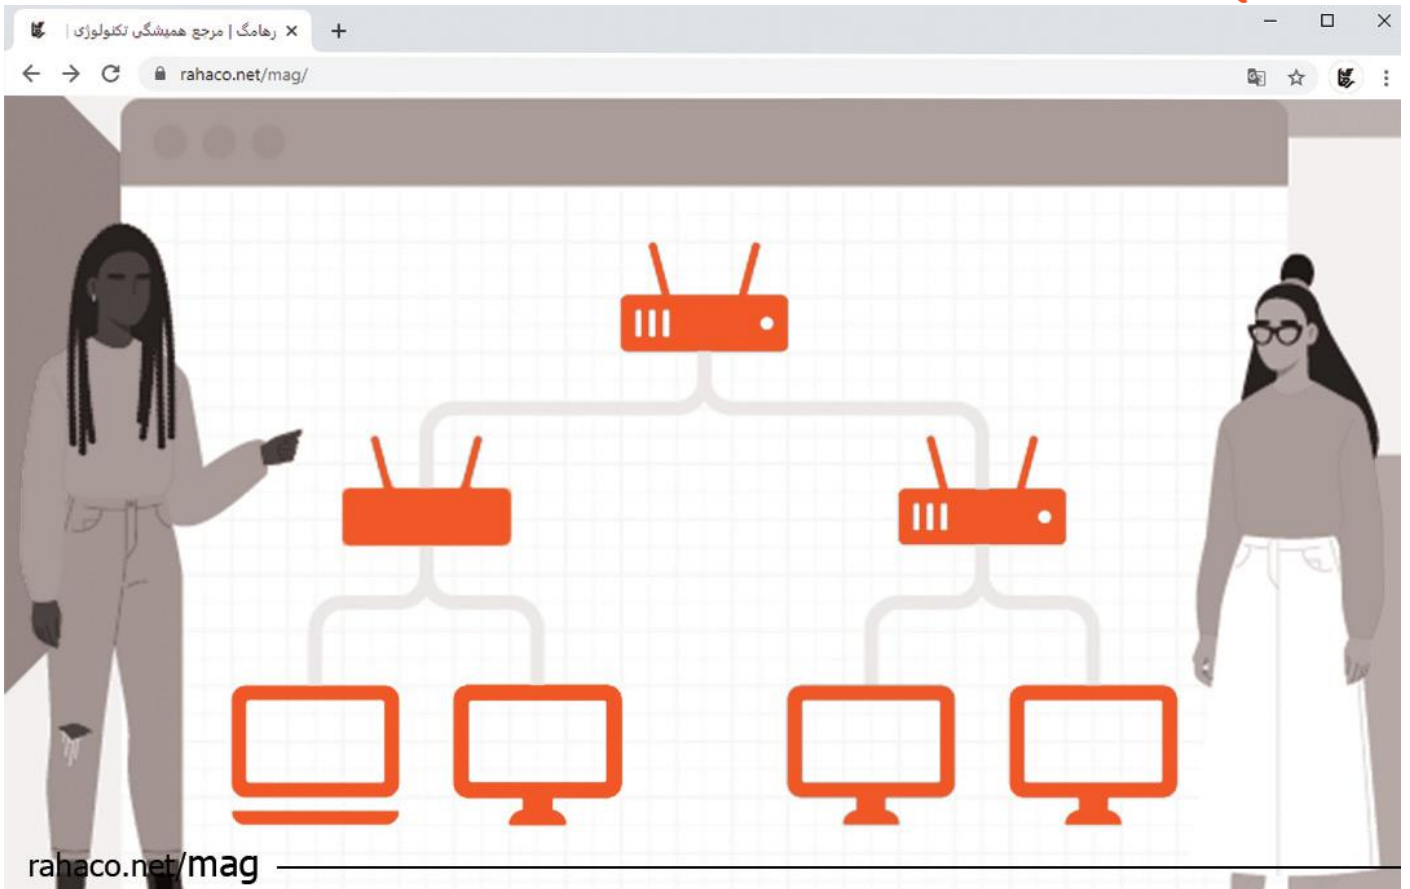 رهامگ | مرجع همیشگی تکنولوژی |
rahaco.net/mag/
rahaco.net/mag